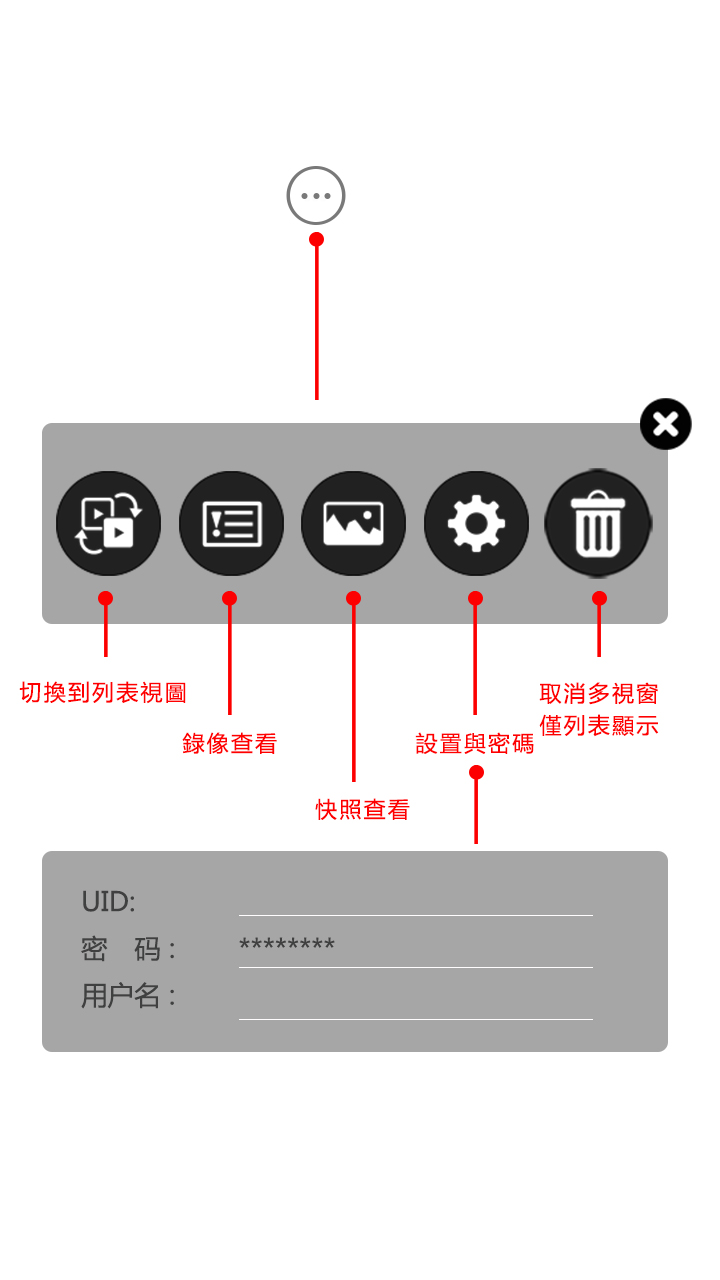 切換到列表視圖
取消多視窗
僅列表顯示
錄像查看
設置與密碼
快照查看
UID:
密 码 : ********
用户名 :